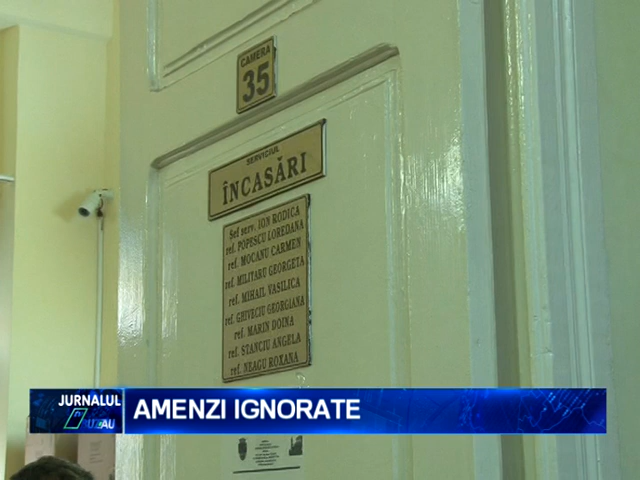 CAMERA
35
SERVICIUL
ÎNCASĂRI
Şef serv. ION RODICA
ref. POPESCU LOREDANA
ref. MOCANU CARMEN
ref. MILITARU GEORGETA
ref. MIHAIL VASILICA
ref. GHIVECIU GEORGIANA
ref. MARIN DOINA
ref. STANCIU ANGELA
ref. NEAGU ROXANA
JURNALUL
AMENZI IGNORATE